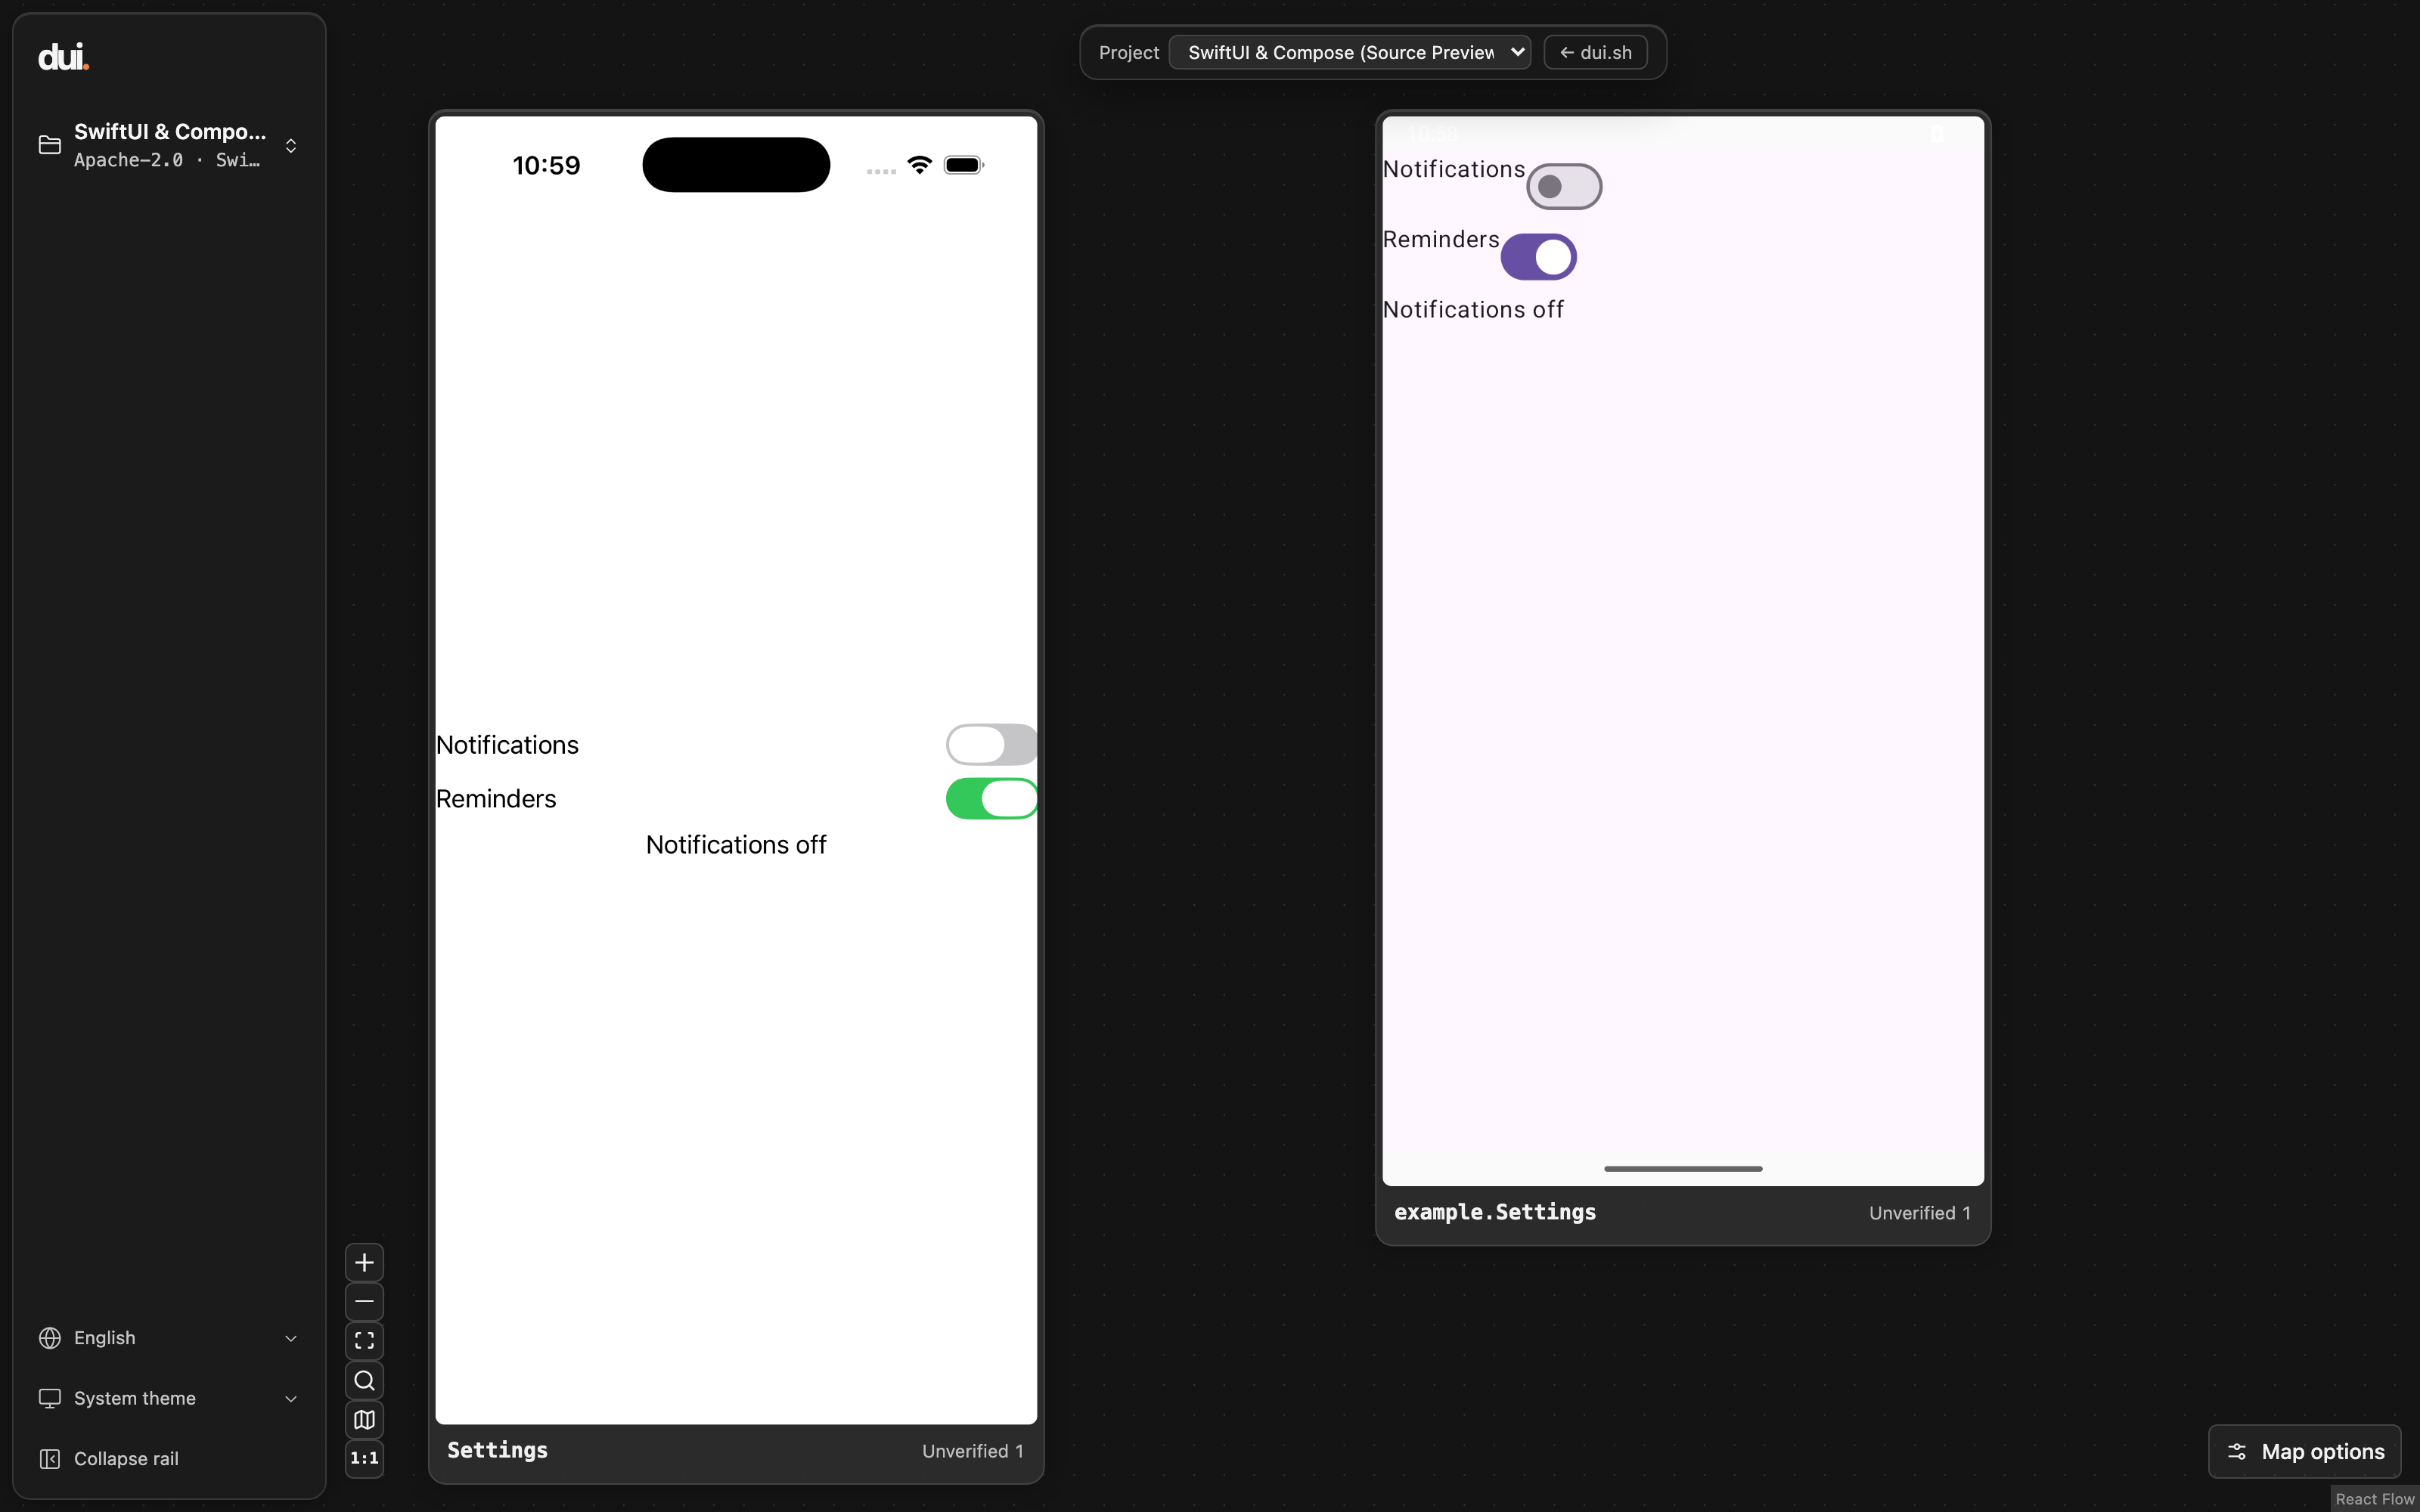 dui.
SwiftUI & Compo...
Apache-2.0 · Swi…
Project
SwiftUI & Compose (Source Preview
← dui.sh
10:59
Notifications
Reminders
Notifications off
Settings
Unverified 1
10:58
Notifications
Reminders
Notifications off
example.Settings
Unverified 1
English
System theme
Collapse rail
1:1
Map options
React Flow